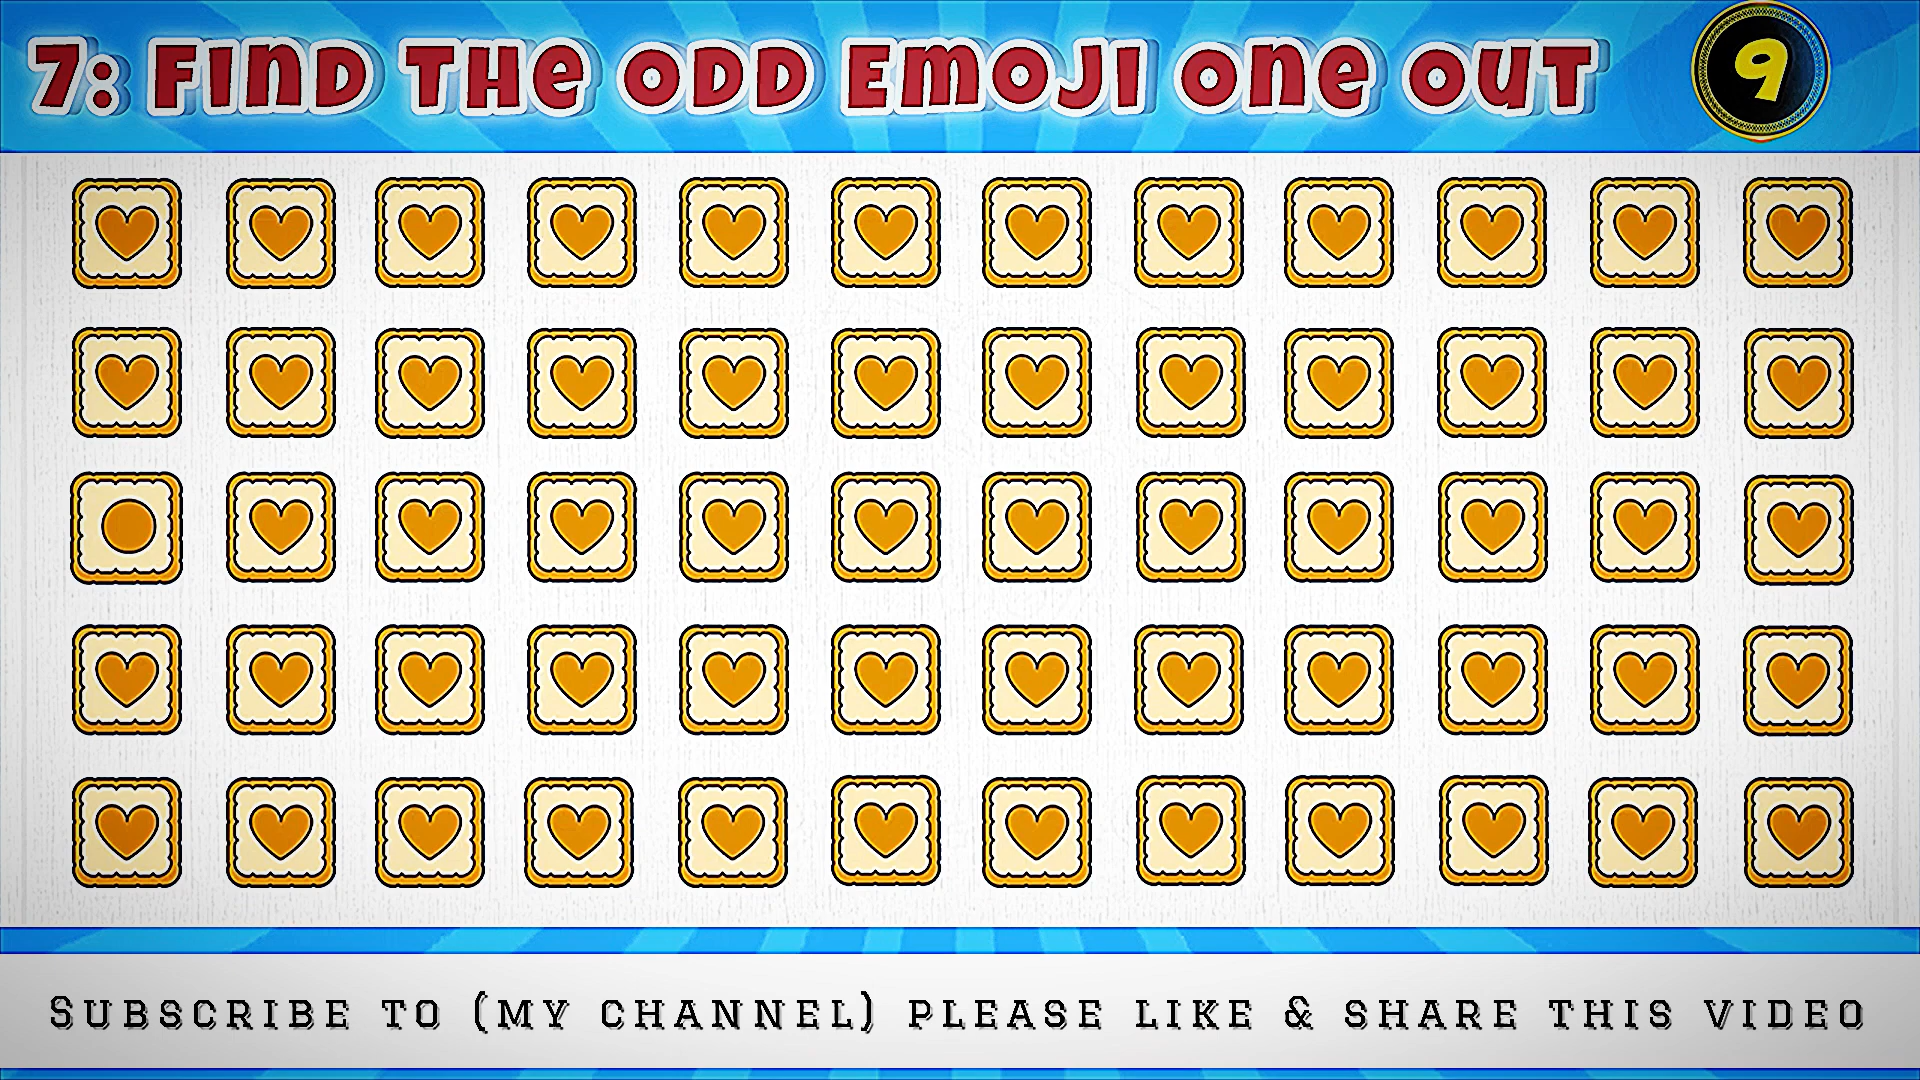 7: FIND THE ODD EMOJI ONE OUT
9
SUBSCRIBE TO (MY CHANNEL) PLEASE LIKE & SHARE THIS VIDEO